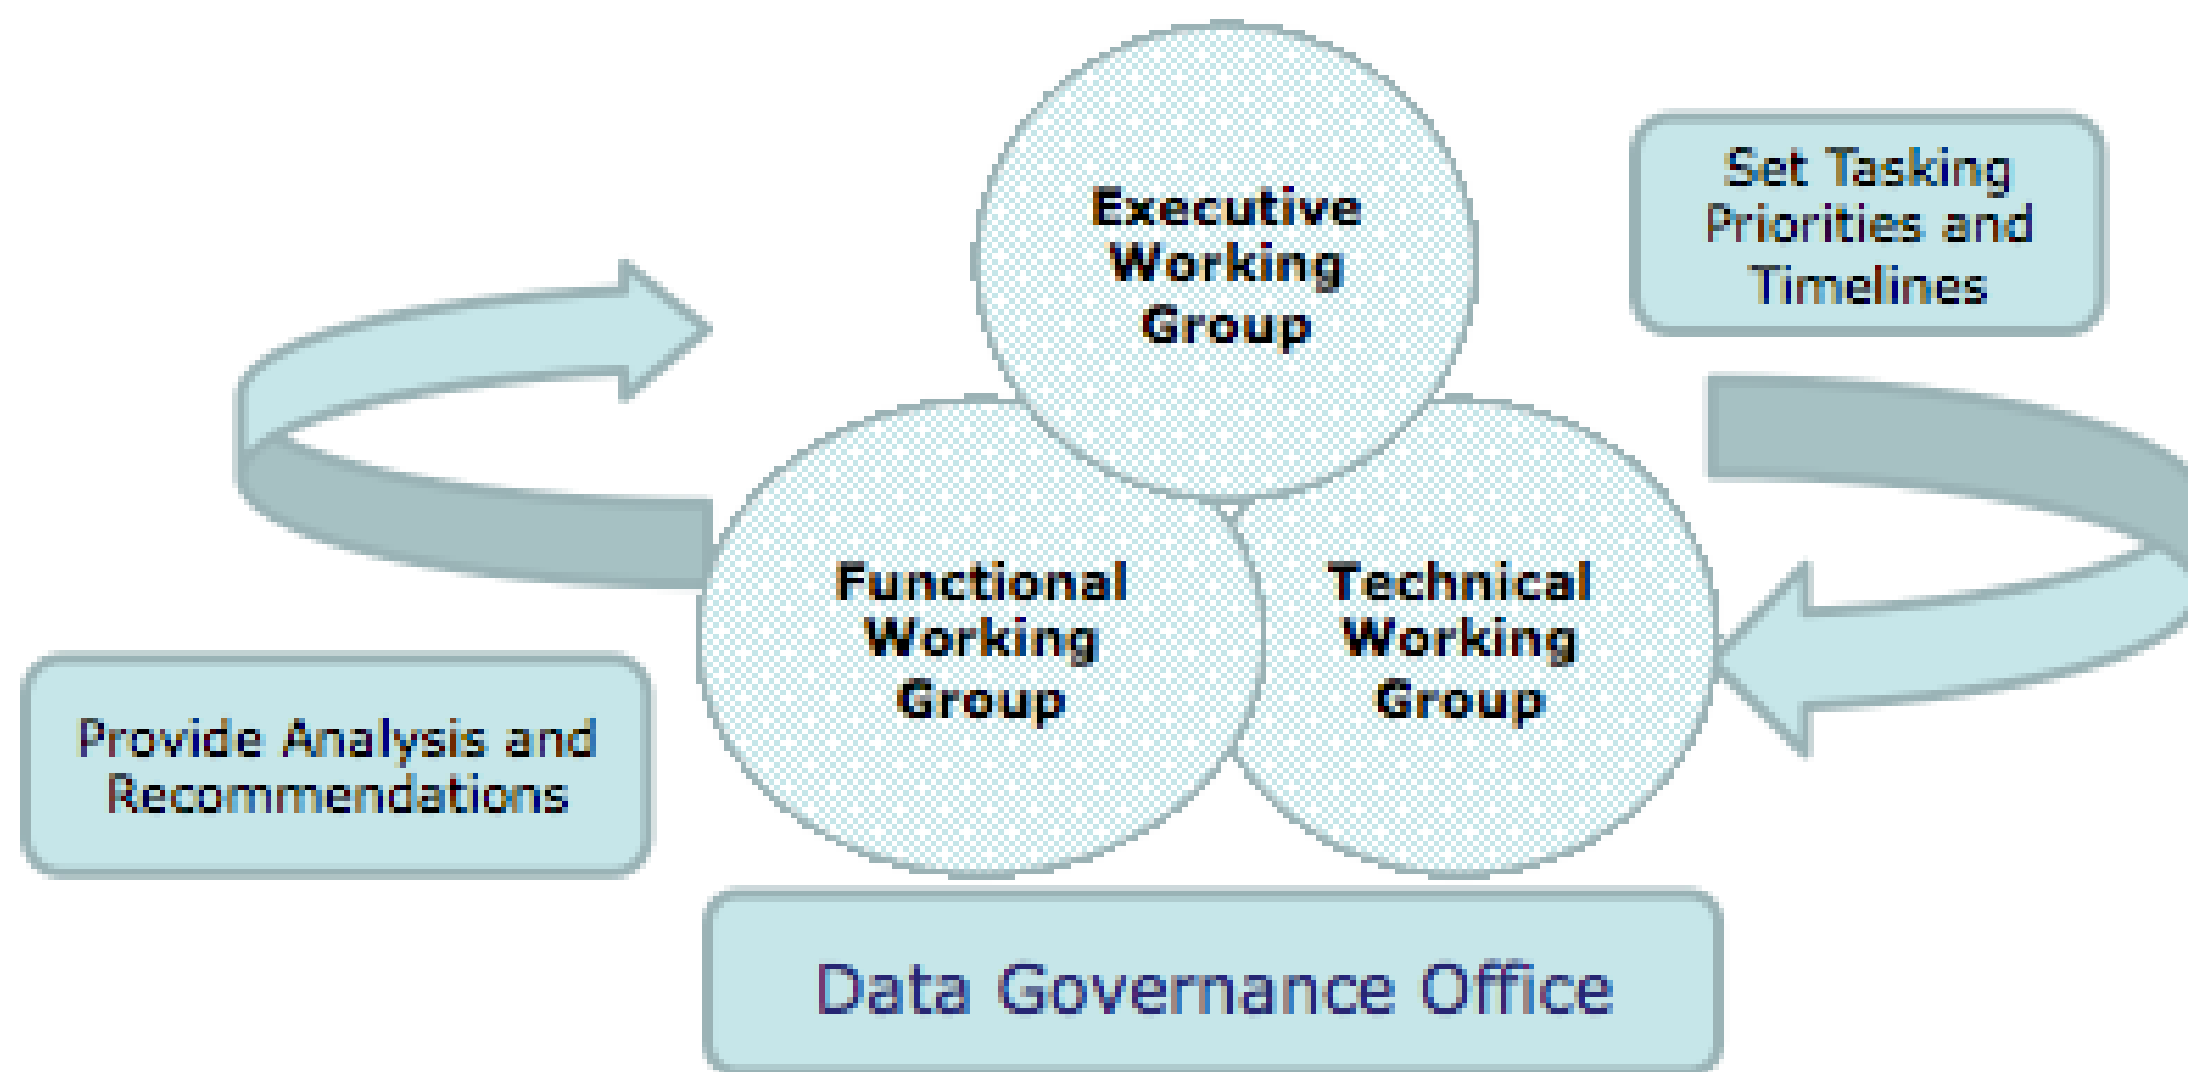 Executive
Working
Group
Set Tasking
Priorities and
Timelines
Functional
Working
Group
Technical
Working
Group
Provide Analysis and
Recommendations
Data Governance Office